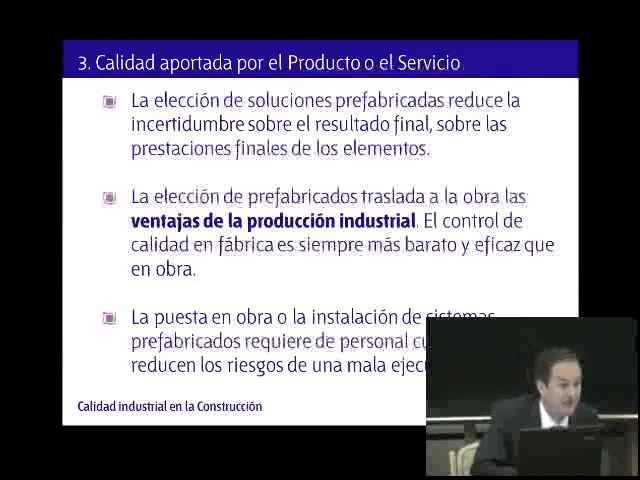 3. Calidad aportada por el Producto o el Servicio
La elección de soluciones prefabricadas reduce la
incertidumbre sobre el resultado final, sobre las
prestaciones finales de los elementos.
La elección de prefabricados traslada a la obra las
ventajas de la producción industrial. El control de
calidad en fábrica es siempre más barato y eficaz que
en obra.
La puesta en obra o la instalación de sistemas
prefabricados requiere de personal
reducen los riesgos de una mala
Calidad industrial en la Construcción